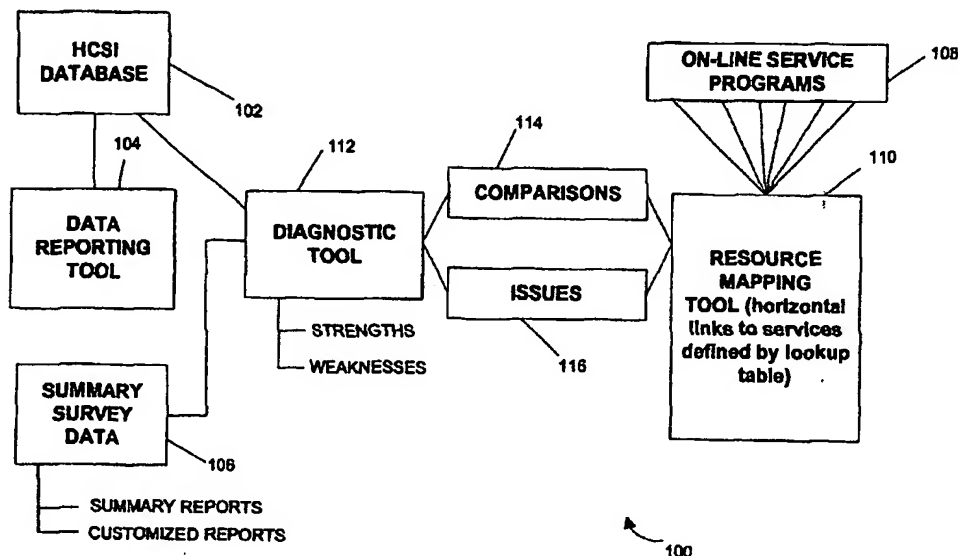 HCSI
DATABASE
102
104
DATA
REPORTING
TOOL
SUMMARY
SURVEY
DATA
106
SUMMARY REPORTS
CUSTOMIZED REPORTS
112
DIAGNOSTIC
TOOL
STRENGTHS
WEAKNESSES
114
COMPARISONS
ISSUES
116
ON-LINE SERVICE
PROGRAMS
108
110
RESOURCE
MAPPING
TOOL (horizontal
links to services
defined by lookup
table)
100